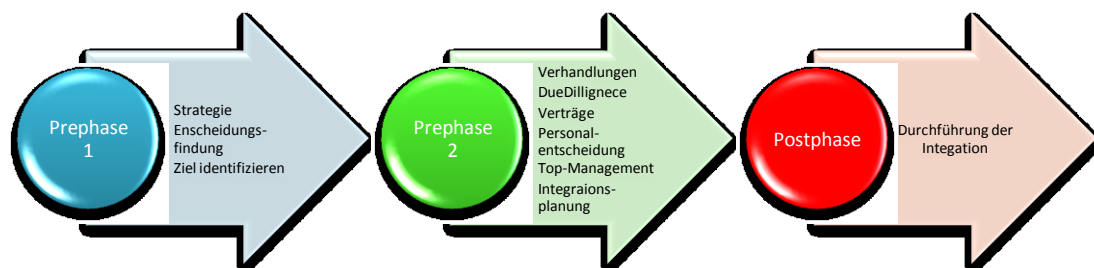 Prephase
1
Strategie
Enscheidungs-
findung
Ziel identifizieren
Prephase
2
Verhandlungen
DueDillignece
Verträge
Personal-
entscheidung
Top-Management
Integraions-
planung
Postphase
Durchführung der
Integation